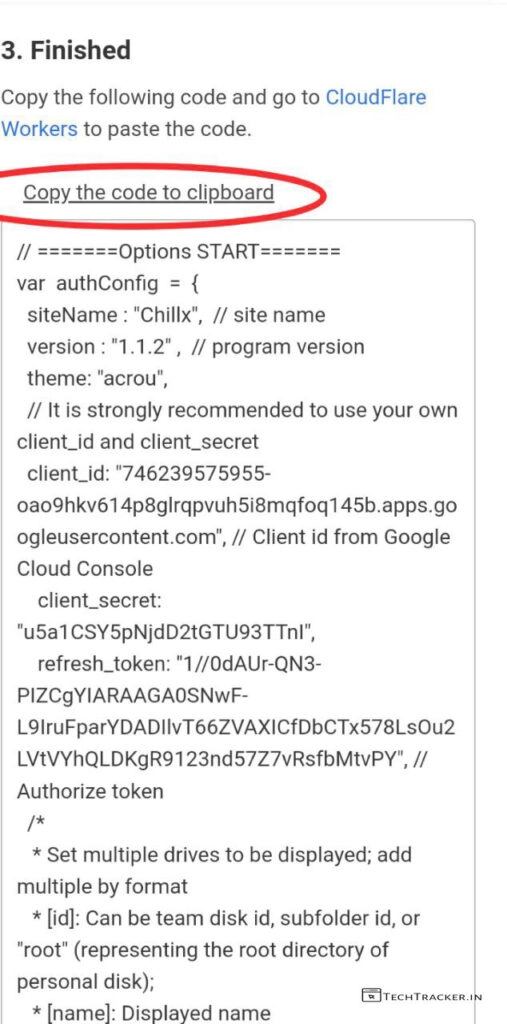 3. Finished
Copy the following code and go to CloudFlare
Workers to paste the code.
Copy the code to clipboard
// =======Options START=======
var authConfig = {
siteName : "Chillx", // site name
version : "1.1.2" , // program version
theme: "acrou",
// It is strongly recommended to use your own
client_id and client_secret
client_id: "746239575955-
oao9hkv614p8glrqpvuh5i8mqfoq145b.apps.go
ogleusercontent.com", // Client id from Google
Cloud Console
client_secret:
"u5a1CSY5pNjdD2tGTU93TTnI",
refresh_token: "1//0dAUr-QN3-
PIZCgYIARAAGA0SNwF-
L9IruFparYDADIlvT66ZVAXICfDbCTx578LsOu2
LVtVYhQLDKgR9123nd57Z7vRsfbMtvPY", //
Authorize token
/*
* Set multiple drives to be displayed; add
multiple by format
* [id]: Can be team disk id, subfolder id, or
"root" (representing the root directory of
personal disk);
* [name]: Displayed name
TECHTRACKER.IN